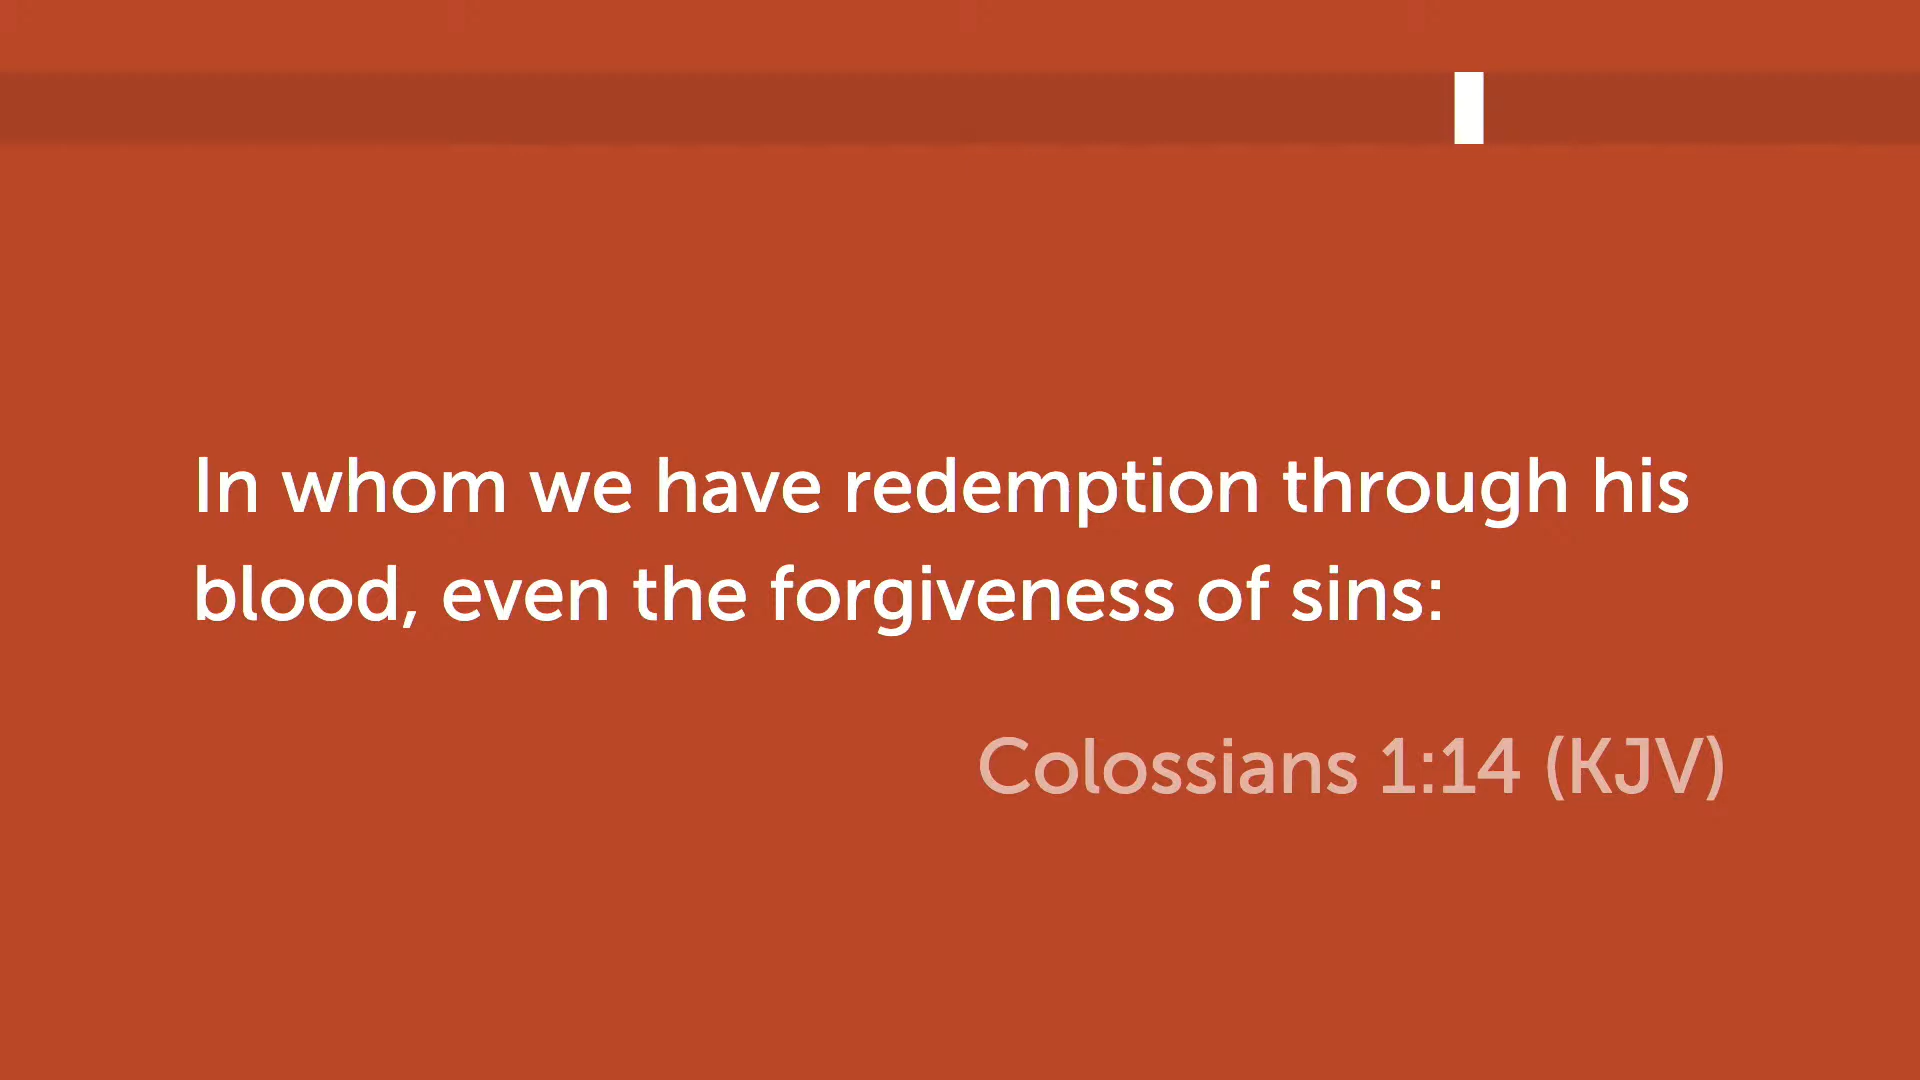 In whom we have redemption through his
blood, even the forgiveness of sins:
Colossians 1:14 (KJV)